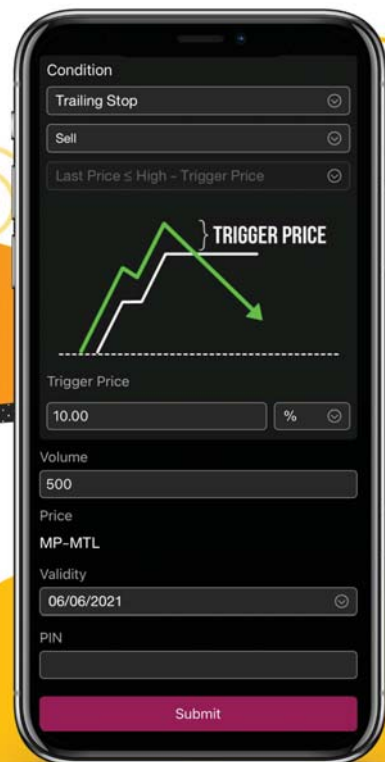 Condition
Trailing Stop
Sell
Last Price ≤ High - Trigger Price
TRIGGER PRICE
Trigger Price
10.00
%
Volume
500
Price
MP-MTL
Validity
06/06/2021
PIN
Submit